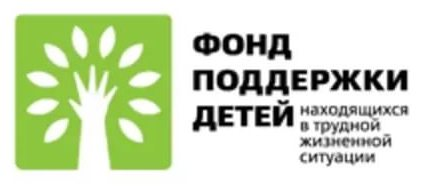 ФОНД
ПОДДЕРЖКИ
ДЕТЕЙ находящихся
в трудной
жизненной
ситуации